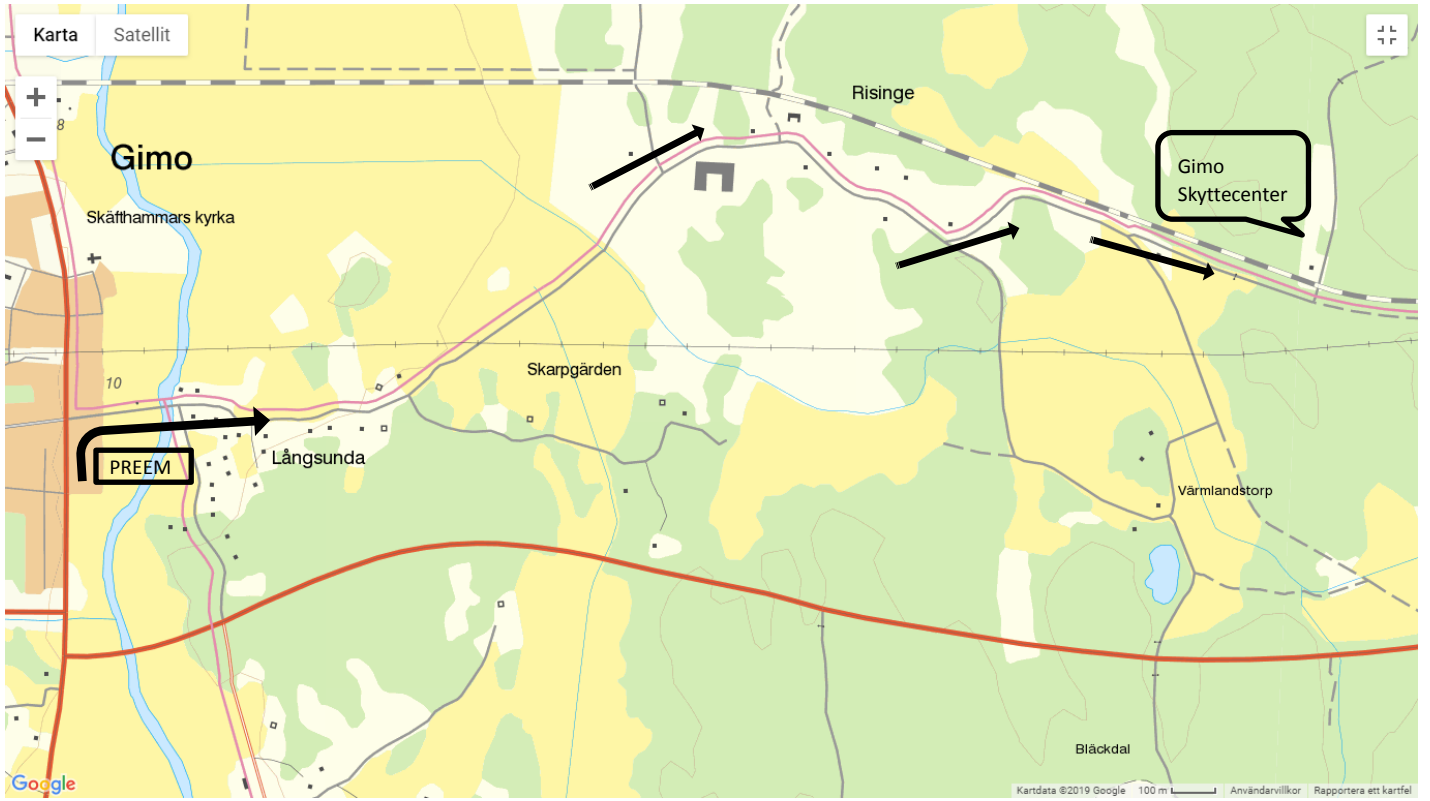 Karta Satellit
+
8
−
Risinge
Gimo
Gimo
Skyttecenter
Skäfthammars kyrka
Skarpgärden
10
PREEM
Långsunda
Värmlandstorp
Bläckdal
Google
Kartdata ©2019 Google 100 m Användarvillkor Rapportera ett kartfel